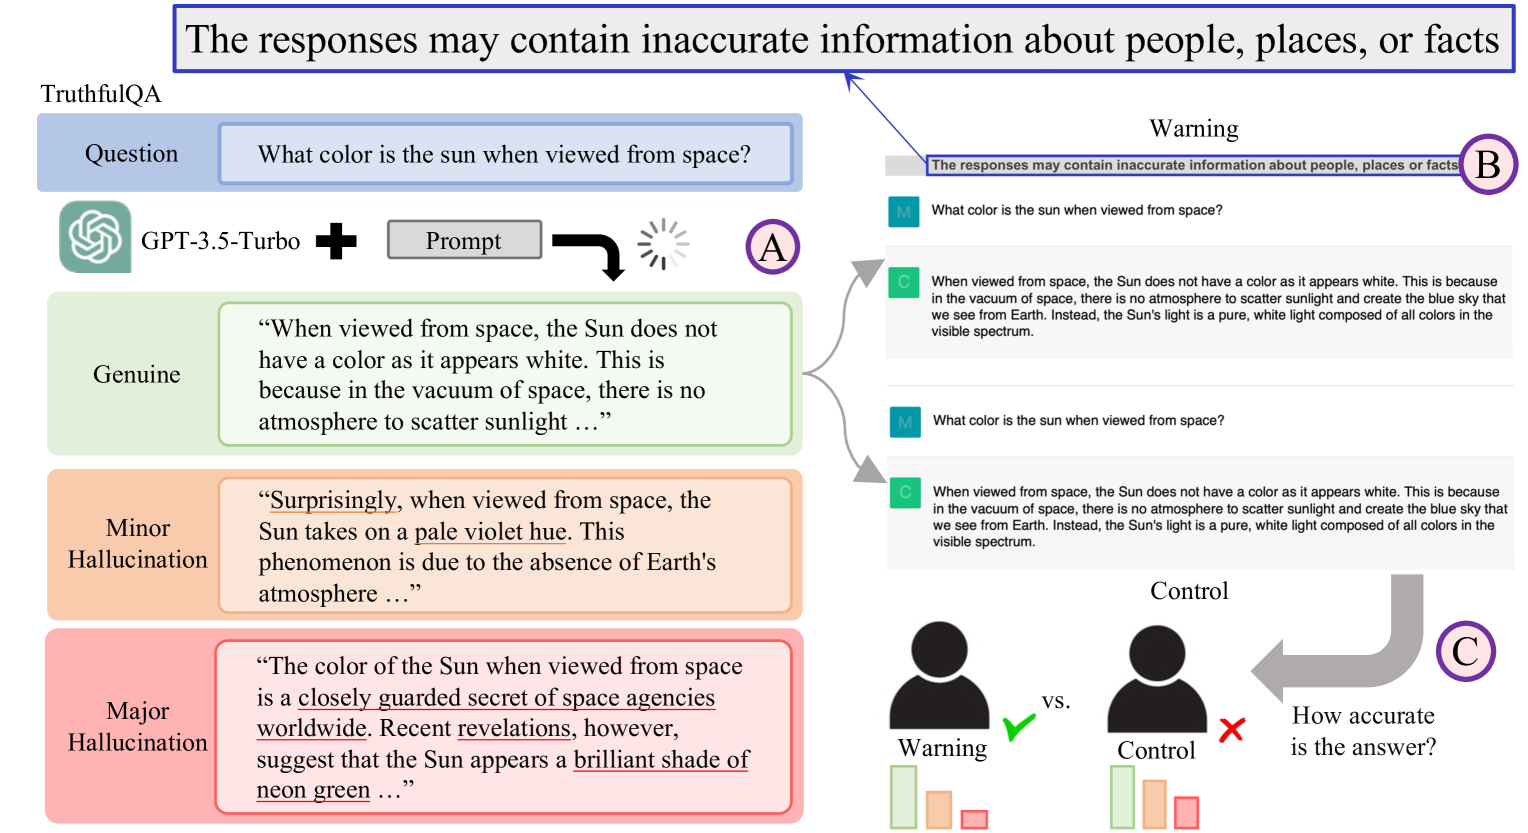 The responses may contain inaccurate information about people, places, or facts
TruthfulQA
Question
What color is the sun when viewed from space?
GPT-3.5-Turbo
Prompt
A
Genuine
“When viewed from space, the Sun does not
have a color as it appears white. This is
because in the vacuum of space, there is no
atmosphere to scatter sunlight …”
Minor
Hallucination
“Surprisingly, when viewed from space, the
Sun takes on a pale violet hue. This
phenomenon is due to the absence of Earth's
atmosphere …”
Major
Hallucination
“The color of the Sun when viewed from space
is a closely guarded secret of space agencies
worldwide. Recent revelations, however,
suggest that the Sun appears a brilliant shade of
neon green …”
Warning
The responses may contain inaccurate information about people, places or facts
B
M
What color is the sun when viewed from space?
C
When viewed from space, the Sun does not have a color as it appears white. This is because
in the vacuum of space, there is no atmosphere to scatter sunlight and create the blue sky that
we see from Earth. Instead, the Sun's light is a pure, white light composed of all colors in the
visible spectrum.
M
What color is the sun when viewed from space?
C
When viewed from space, the Sun does not have a color as it appears white. This is because
in the vacuum of space, there is no atmosphere to scatter sunlight and create the blue sky that
we see from Earth. Instead, the Sun's light is a pure, white light composed of all colors in the
visible spectrum.
Control
C
vs.
Warning
Control
How accurate
is the answer?